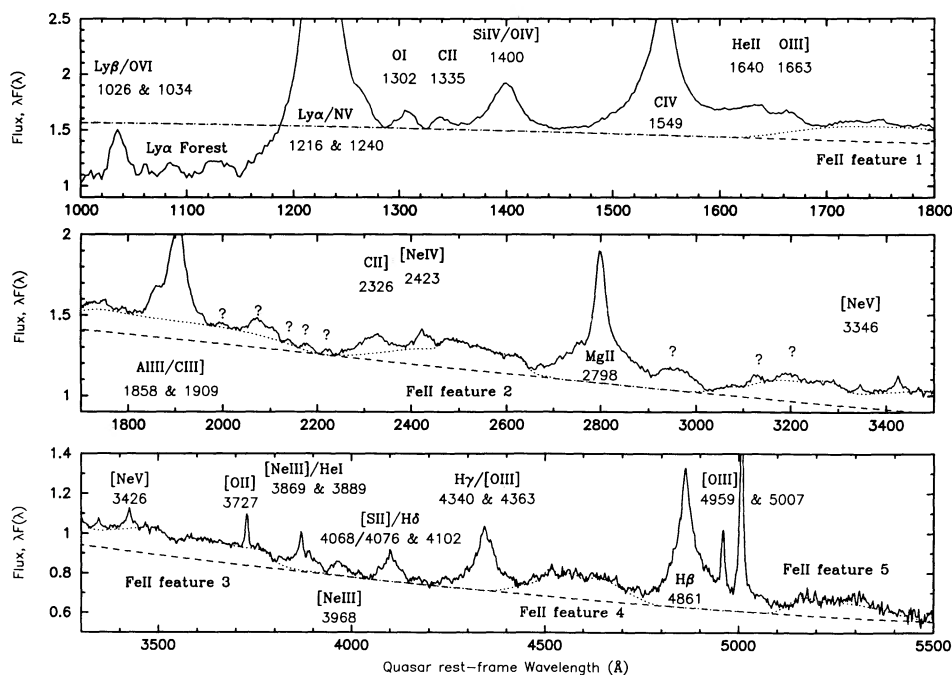 2.5
2
1.5
1
Flux, λF(λ)
Lyβ/OVI
1026 & 1034
Lyα Forest
Lyα/NV
1216 & 1240
OI
1302
CII
1335
SiIV/OIV]
1400
CIV
1549
HeII
1640
OIII]
1663
FeII feature 1
1000 1100 1200 1300 1400 1500 1600 1700 1800
2
1.5
1
Flux, λF(λ)
AlIII/CIII]
1858 & 1909
? ? ? ? ?
CII]
2326
[NeIV]
2423
FeII feature 2
MgII
2798
? ? ?
[NeV]
3346
1800 2000 2200 2400 2600 2800 3000 3200 3400
1.4
1.2
1
0.8
0.6
Flux, λF(λ)
[NeV]
3426
FeII feature 3
[OII]
3727
[NeIII]/HeI
3869 & 3889
[NeIII]
3968
[SII]/Hδ
4068/4076 & 4102
Hγ/[OIII]
4340 & 4363
FeII feature 4
Hβ
4861
[OIII]
4959 & 5007
FeII feature 5
3500 4000 4500 5000 5500
Quasar rest-frame Wavelength (Å)